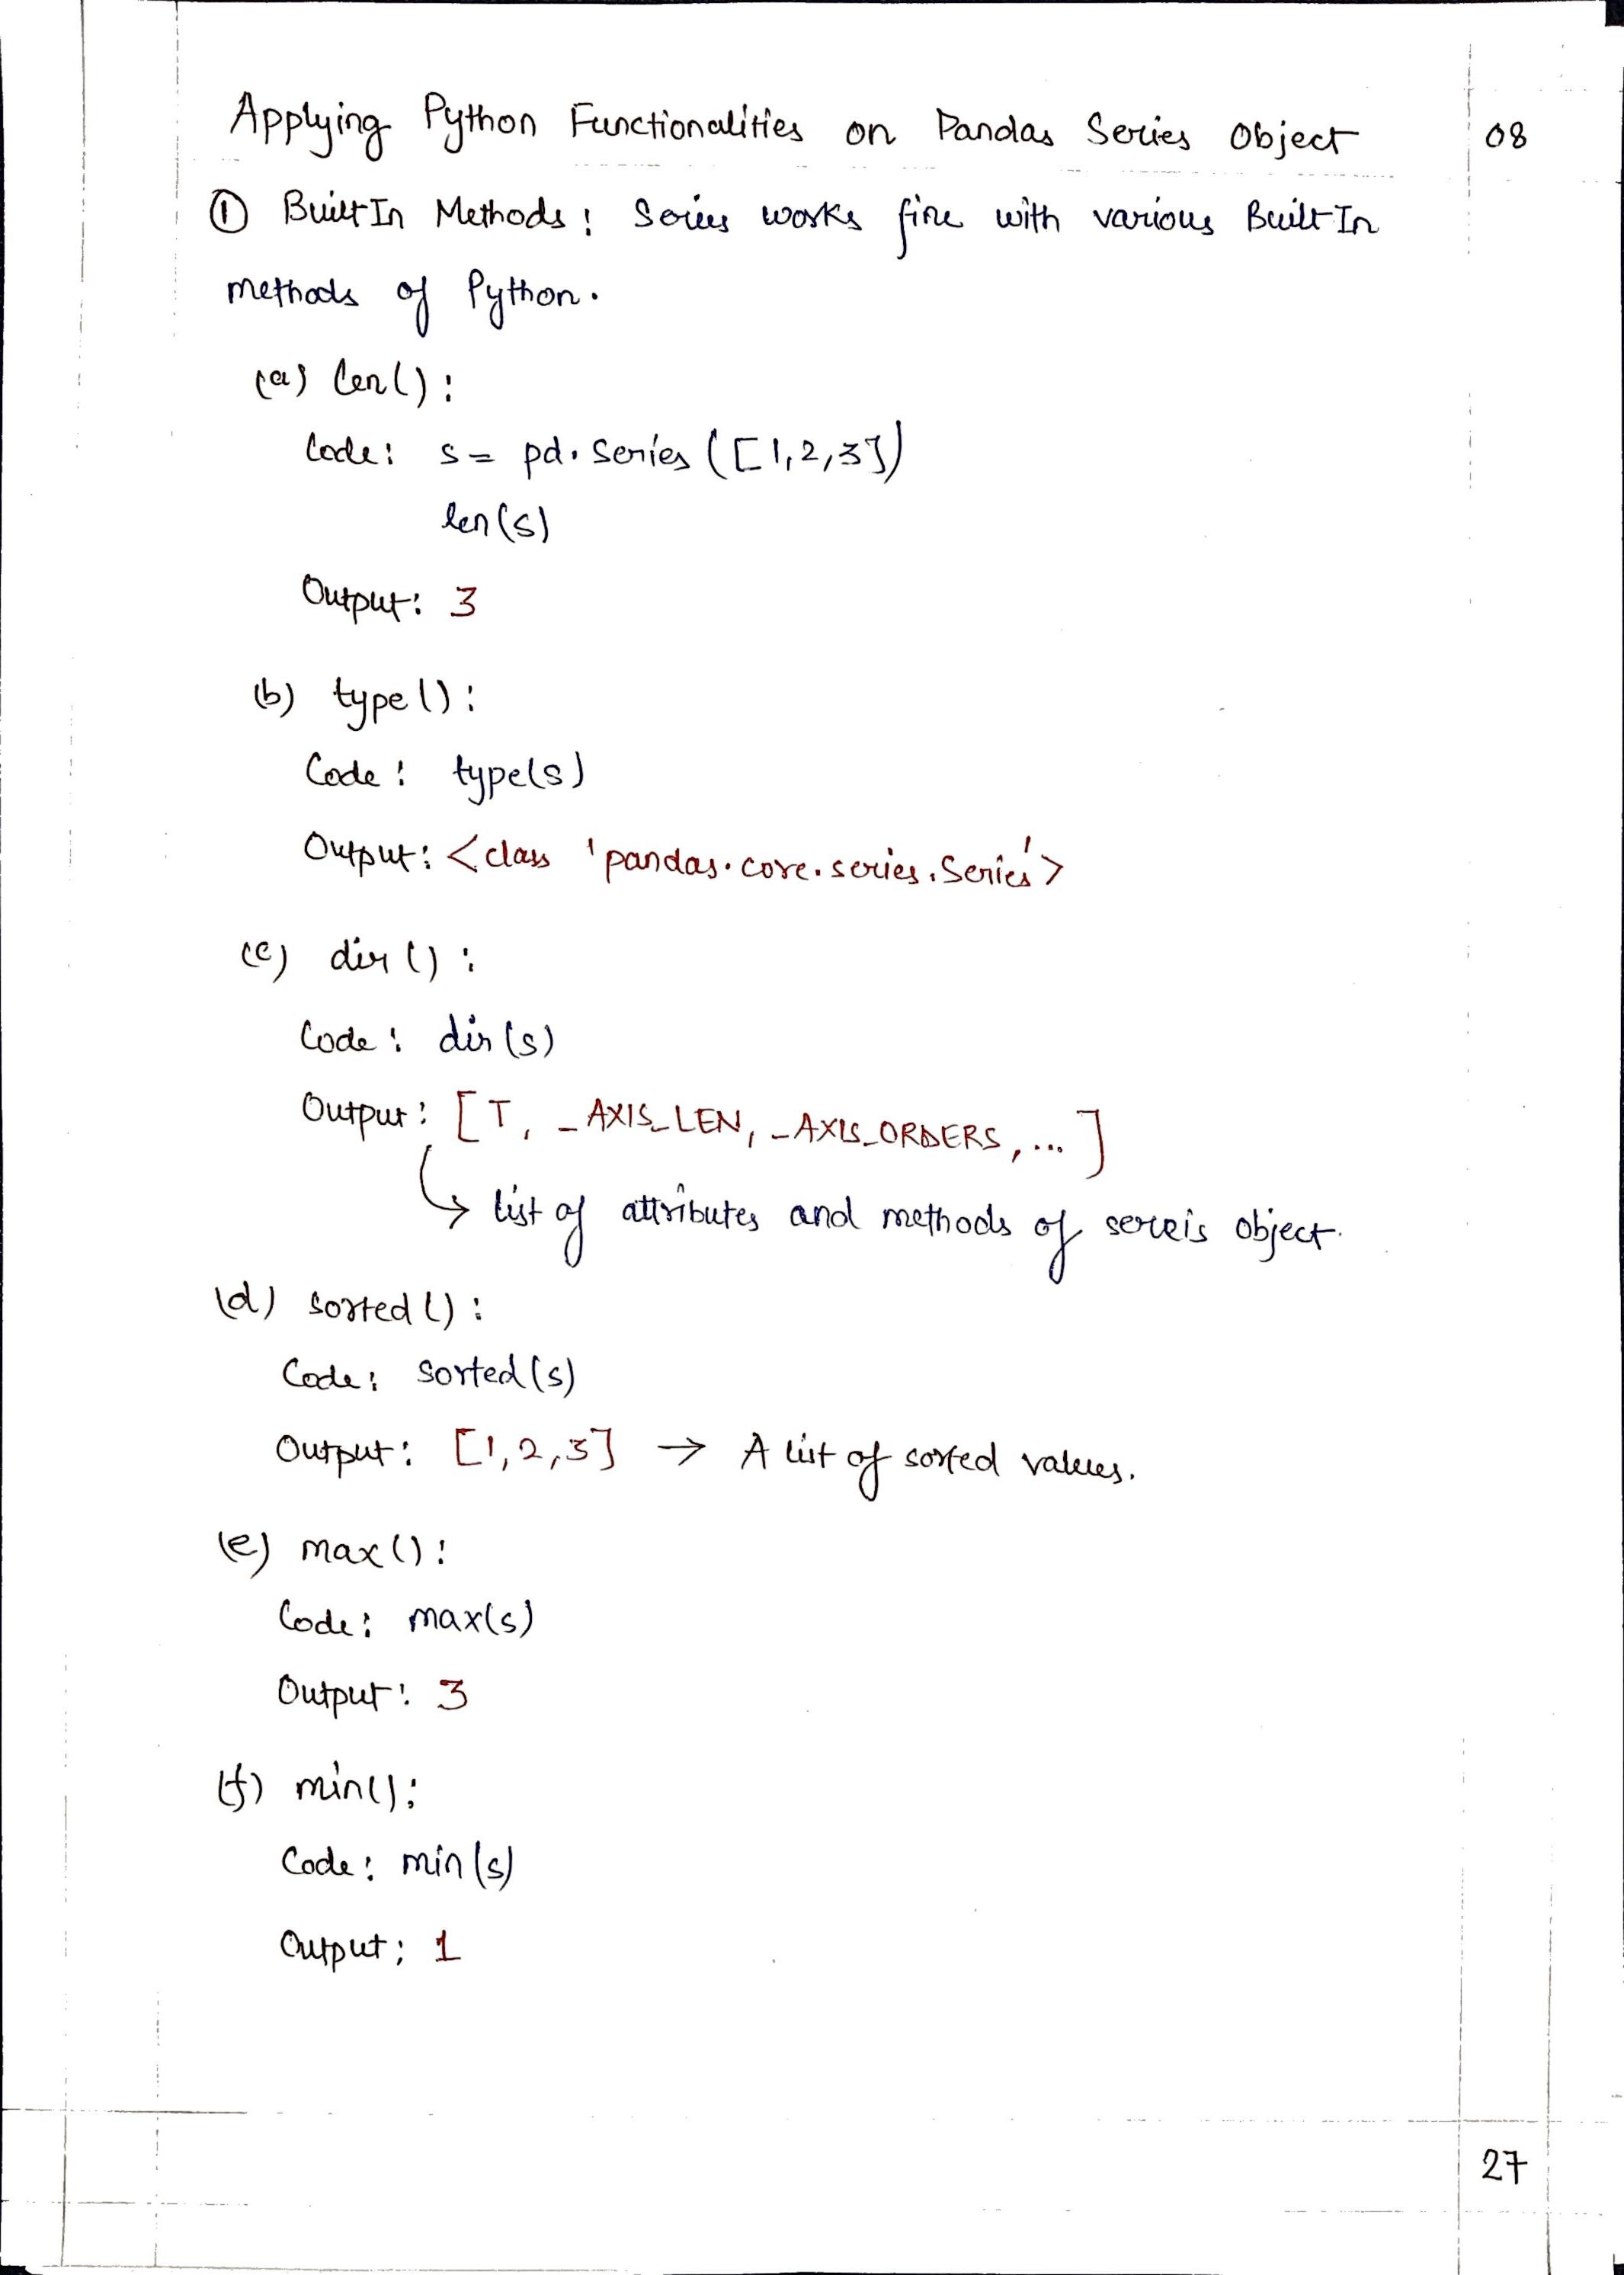 Applying Python Functionalities on Pandas Series Object
08
① BuiltIn Methods: Series works fine with various Built-In
methods of Python.
(a) len():
Code: s = pd.Series([1,2,3])
len(s)
Output: 3
(b) type():
Code: type(s)
Output: <class 'pandas.core.series.Series'>
(c) dir():
Code: dir(s)
Output: [T, _AXIS_LEN, _AXIS_ORDERS, ...]
↳ list of attributes and methods of sereis object.
(d) sorted():
Code: sorted(s)
Output: [1,2,3] → A list of sorted values.
(e) max():
Code: max(s)
Output: 3
(f) min():
Code: min(s)
Output: 1
27